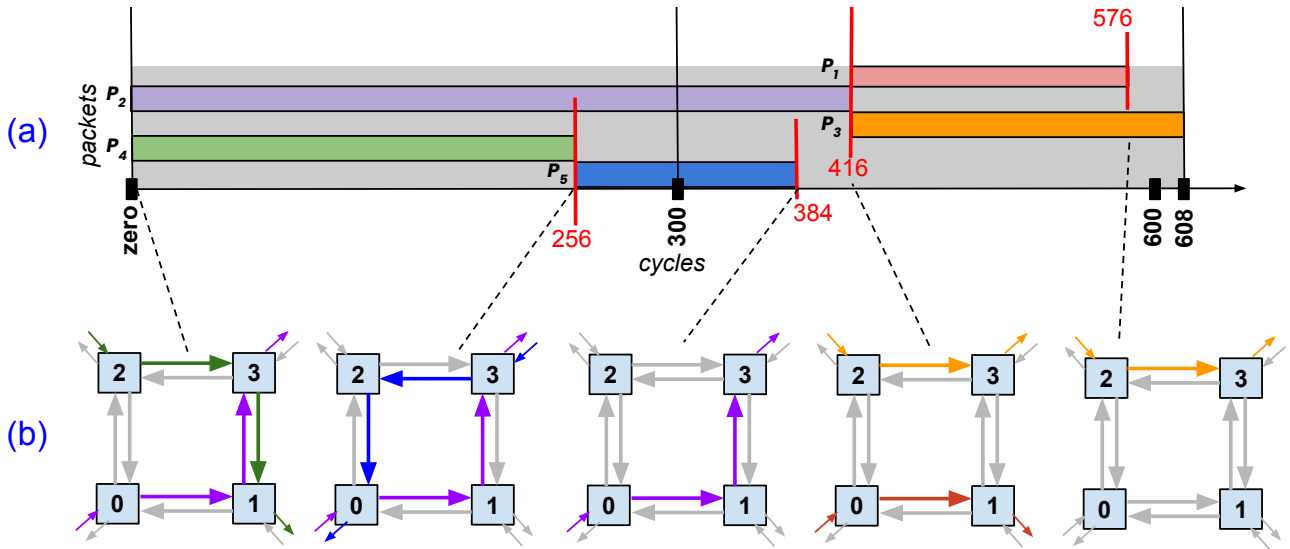 576
P1
(a)
packets
P2
P3
P4
P5
416
384
256
zero
300
600
608
cycles
2 3 2 3 2 3 2 3 2 3
(b)
0 1 0 1 0 1 0 1 0 1